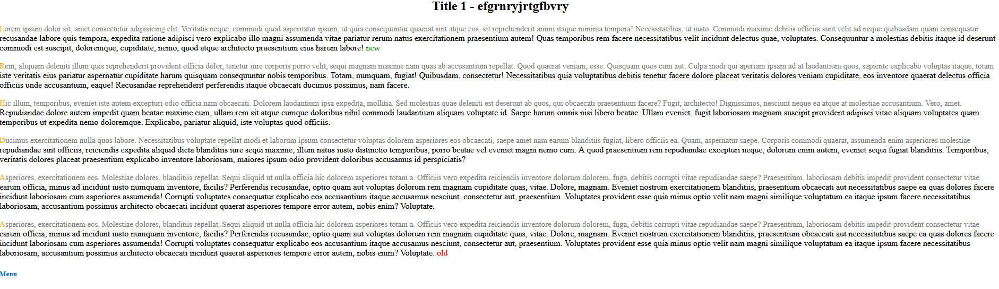 Title 1 - efgrnryjrtgfbvry
Lorem ipsum dolor sit, amet consectetur adipisicing elit. Veritatis neque, commodi quod aspernatur ipsum, ut quia consequuntur quaerat sint atque eos, sit reprehenderit animi itaque minima tempora! Necessitatibus, ut iusto. Commodi maxime debitis officiis sunt velit ad neque quibusdam quam consequatur
recusandae labore quis tempora, expedita ratione adipisci vero explicabo illo magni assumenda vitae pariatur rerum natus exercitationem praesentium autem! Quas temporibus rem facere necessitatibus velit incidunt delectus quae, voluptates. Consequuntur a molestias debitis itaque id deserunt
commodi est suscipit, doloremque, cupiditate, nemo, quod atque architecto praesentium eius harum labore! new
Rem, aliquam deleniti illum quis reprehenderit provident officia dolor, tenetur iure corporis porro velit, sequi magnam maxime nam quas ab accusantium repellat. Quod quaerat veniam, esse. Quisquam quos cum aut. Culpa modi qui aperiam ipsam ad at laudantium quos, sapiente explicabo voluptas itaque, totam
iste veritatis eius pariatur aspernatur cupiditate harum quisquam consequuntur nobis temporibus. Totam, numquam, fugiat! Quibusdam, consectetur! Necessitatibus quia voluptatibus debitis tenetur facere dolore placeat veritatis dolores veniam cupiditate, eos inventore quaerat delectus officia
officiis unde accusantium, eaque! Recusandae reprehenderit perferendis itaque obcaecati ducimus possimus, nam facere.
Hic illum, temporibus, eveniet iste autem excepturi odio officia nam obcaecati. Dolorem laudantium ipsa expedita, mollitia. Sed molestias quae deleniti est deserunt ab quos, qui obcaecati praesentium facere? Fugit, architecto! Dignissimos, nesciunt neque ea atque at molestiae accusantium. Vero, amet.
Repudiandae dolore autem impedit quam beatae maxime cum, ullam rem sit atque cumque doloribus nihil commodi laudantium aliquam voluptate id. Saepe harum omnis nisi libero beatae. Ullam eveniet, fugit laboriosam magnam suscipit provident adipisci vitae aliquam voluptates quam
temporibus ut expedita nemo doloremque. Explicabo, pariatur aliquid, iste voluptas quod officiis.
Ducimus exercitationem nulla quos labore. Necessitatibus voluptate repellat modi et laborum ipsum consectetur voluptas dolorem asperiores eos obcaecati, saepe amet nam earum blanditiis fugiat, libero officiis ea. Quam, aspernatur saepe. Corporis commodi quaerat, assumenda enim asperiores molestiae
repudiandae sint officiis, reiciendis expedita aliquid dicta blanditiis iure sequi maxime, illum natus iusto distinctio temporibus, porro beatae vel eveniet magni nemo cum. A quod praesentium rem repudiandae excepturi neque, dolorum enim autem, eveniet sequi fugiat blanditiis. Temporibus,
veritatis dolores placeat praesentium explicabo inventore laboriosam, maiores ipsum odio provident doloribus accusamus id perspiciatis?
Asperiores, exercitationem eos. Molestiae dolores, blanditiis repellat. Sequi aliquid ut nulla officia hic dolorem asperiores totam a. Officiis vero expedita reiciendis inventore dolorum dolorem, fuga, debitis corrupti vitae repudiandae saepe? Praesentium, laboriosam debitis impedit provident consectetur vitae
earum officia, minus ad incidunt iusto numquam inventore, facilis? Perferendis recusandae, optio quam aut voluptas dolorum rem magnam cupiditate quas, vitae. Dolore, magnam. Eveniet nostrum exercitationem blanditiis, praesentium obcaecati aut necessitatibus saepe ea quas dolores facere
incidunt laboriosam cum asperiores assumenda! Corrupti voluptates consequatur explicabo eos accusantium itaque accusamus nesciunt, consectetur aut, praesentium. Voluptates provident esse quia minus optio velit nam magni similique voluptatum ea itaque ipsum facere necessitatibus
laboriosam, accusantium possimus architecto obcaecati incidunt quaerat asperiores tempore error autem, nobis enim? Voluptate.
Asperiores, exercitationem eos. Molestiae dolores, blanditiis repellat. Sequi aliquid ut nulla officia hic dolorem asperiores totam a. Officiis vero expedita reiciendis inventore dolorum dolorem, fuga, debitis corrupti vitae repudiandae saepe? Praesentium, laboriosam debitis impedit provident consectetur vitae
earum officia, minus ad incidunt iusto numquam inventore, facilis? Perferendis recusandae, optio quam aut voluptas dolorum rem magnam cupiditate quas, vitae. Dolore, magnam. Eveniet nostrum exercitationem blanditiis, praesentium obcaecati aut necessitatibus saepe ea quas dolores facere
incidunt laboriosam cum asperiores assumenda! Corrupti voluptates consequatur explicabo eos accusantium itaque accusamus nesciunt, consectetur aut, praesentium. Voluptates provident esse quia minus optio velit nam magni similique voluptatum ea itaque ipsum facere necessitatibus
laboriosam, accusantium possimus architecto obcaecati incidunt quaerat asperiores tempore error autem, nobis enim? Voluptate. old
Menu